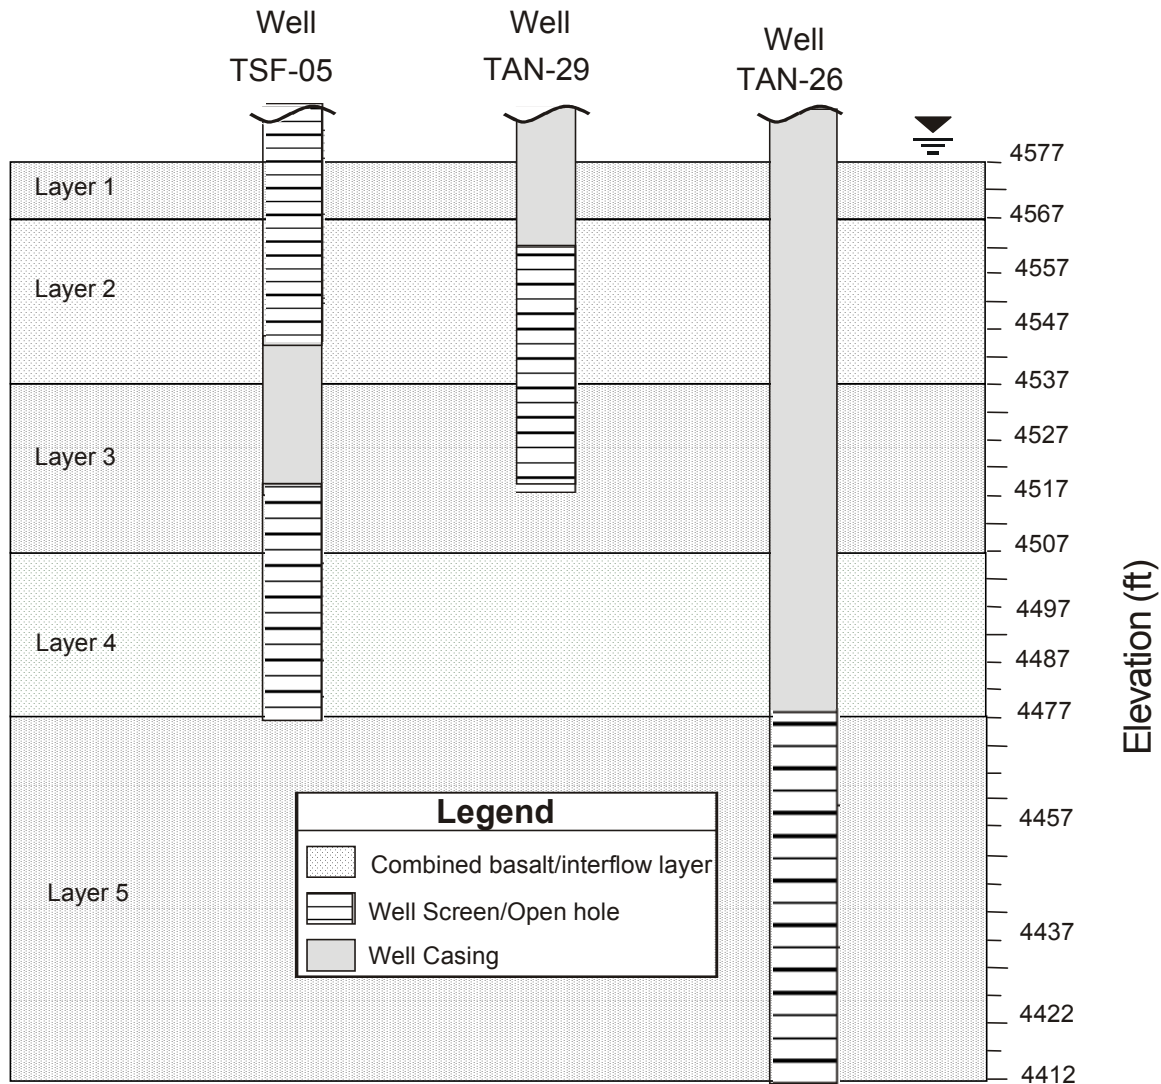 Well
TSF-05
Well
TAN-29
Well
TAN-26
4577
Layer 1
4567
4557
Layer 2
4547
4537
4527
Layer 3
4517
4507
4497
Layer 4
4487
4477
Elevation (ft)
4457
Layer 5
4437
4422
4412
Legend
Combined basalt/interflow layer
Well Screen/Open hole
Well Casing